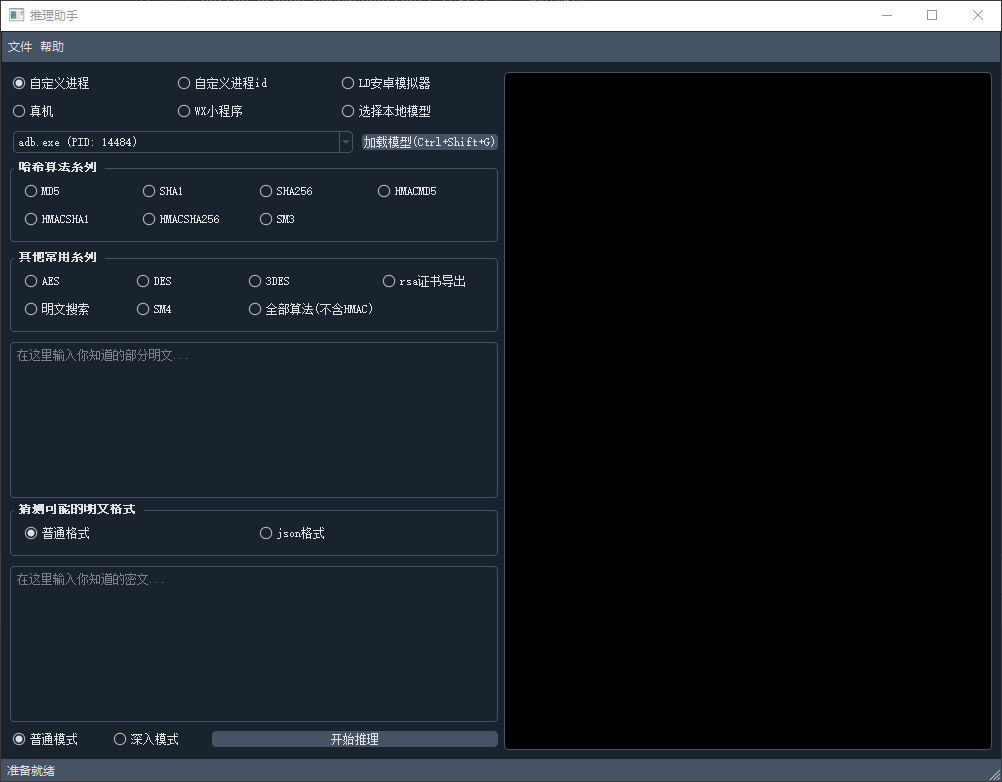 推理助手
文件 帮助
自定义进程 自定义进程id LD安卓模拟器
真机 WX小程序 选择本地模型
adb.exe (PID: 14484) 加载模型(Ctrl+Shift+G)
哈希算法系列
MD5 SHA1 SHA256 HMACMD5
HMACSHA1 HMACSHA256 SM3
其他常用系列
AES DES 3DES rsa证书导出
明文搜索 SM4 全部算法(不含HMAC)
在这里输入你知道的部分明文...
猜测可能的明文格式
普通格式 json格式
在这里输入你知道的密文...
普通模式 深入模式 开始推理
准备就绪